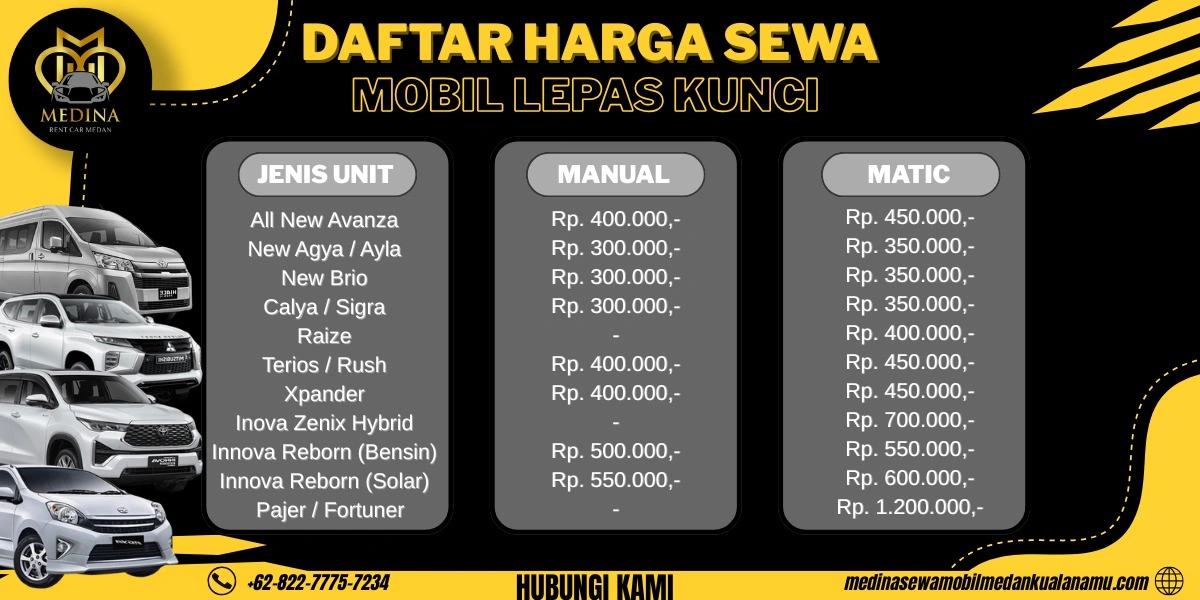 MEDINA
RENT CAR MEDAN
DAFTAR HARGA SEWA
MOBIL LEPAS KUNCI
JENIS UNIT MANUAL MATIC
All New Avanza Rp. 400.000,- Rp. 450.000,-
New Agya / Ayla Rp. 300.000,- Rp. 350.000,-
New Brio Rp. 300.000,- Rp. 350.000,-
Calya / Sigra Rp. 300.000,- Rp. 350.000,-
Raize - Rp. 400.000,-
Terios / Rush Rp. 400.000,- Rp. 450.000,-
Xpander Rp. 400.000,- Rp. 450.000,-
Inova Zenix Hybrid - Rp. 700.000,-
Innova Reborn (Bensin) Rp. 500.000,- Rp. 550.000,-
Innova Reborn (Solar) Rp. 550.000,- Rp. 600.000,-
Pajer / Fortuner - Rp. 1.200.000,-
+62-822-7775-7234
HUBUNGI KAMI
medinasewamobilmedankualanamu.com